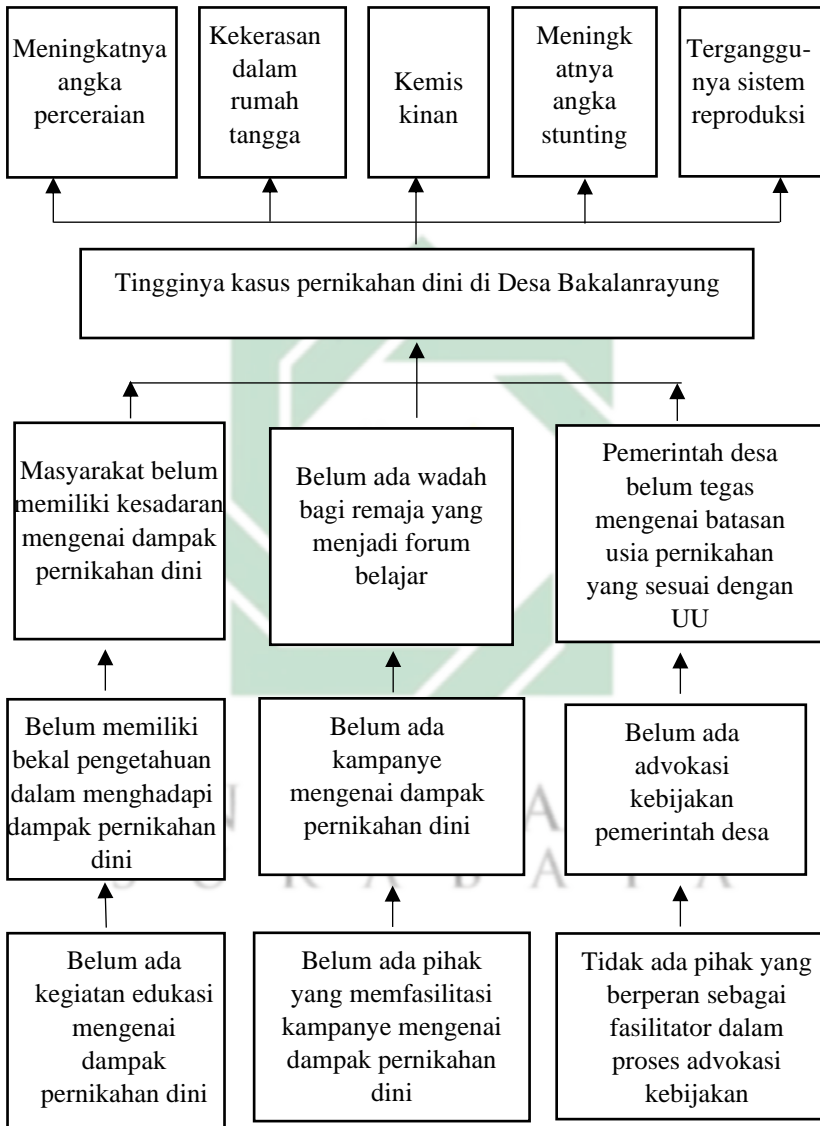 Meningkatnya
angka
perceraian
Kekerasan
dalam
rumah
tangga
Kemis
kinan
Meningk
atnya
angka
stunting
Terganggu-
nya sistem
reproduksi
Tingginya kasus pernikahan dini di Desa Bakalanrayung
Masyarakat belum
memiliki kesadaran
mengenai dampak
pernikahan dini
Belum ada wadah
bagi remaja yang
menjadi forum
belajar
Pemerintah desa
belum tegas
mengenai batasan
usia pernikahan
yang sesuai dengan
UU
Belum memiliki
bekal pengetahuan
dalam menghadapi
dampak pernikahan
dini
Belum ada
kampanye
mengenai dampak
pernikahan dini
Belum ada
advokasi
kebijakan
pemerintah desa
Belum ada
kegiatan edukasi
mengenai
dampak
pernikahan dini
Belum ada pihak
yang memfasilitasi
kampanye mengenai
dampak pernikahan
dini
Tidak ada pihak yang
berperan sebagai
fasilitator dalam
proses advokasi
kebijakan